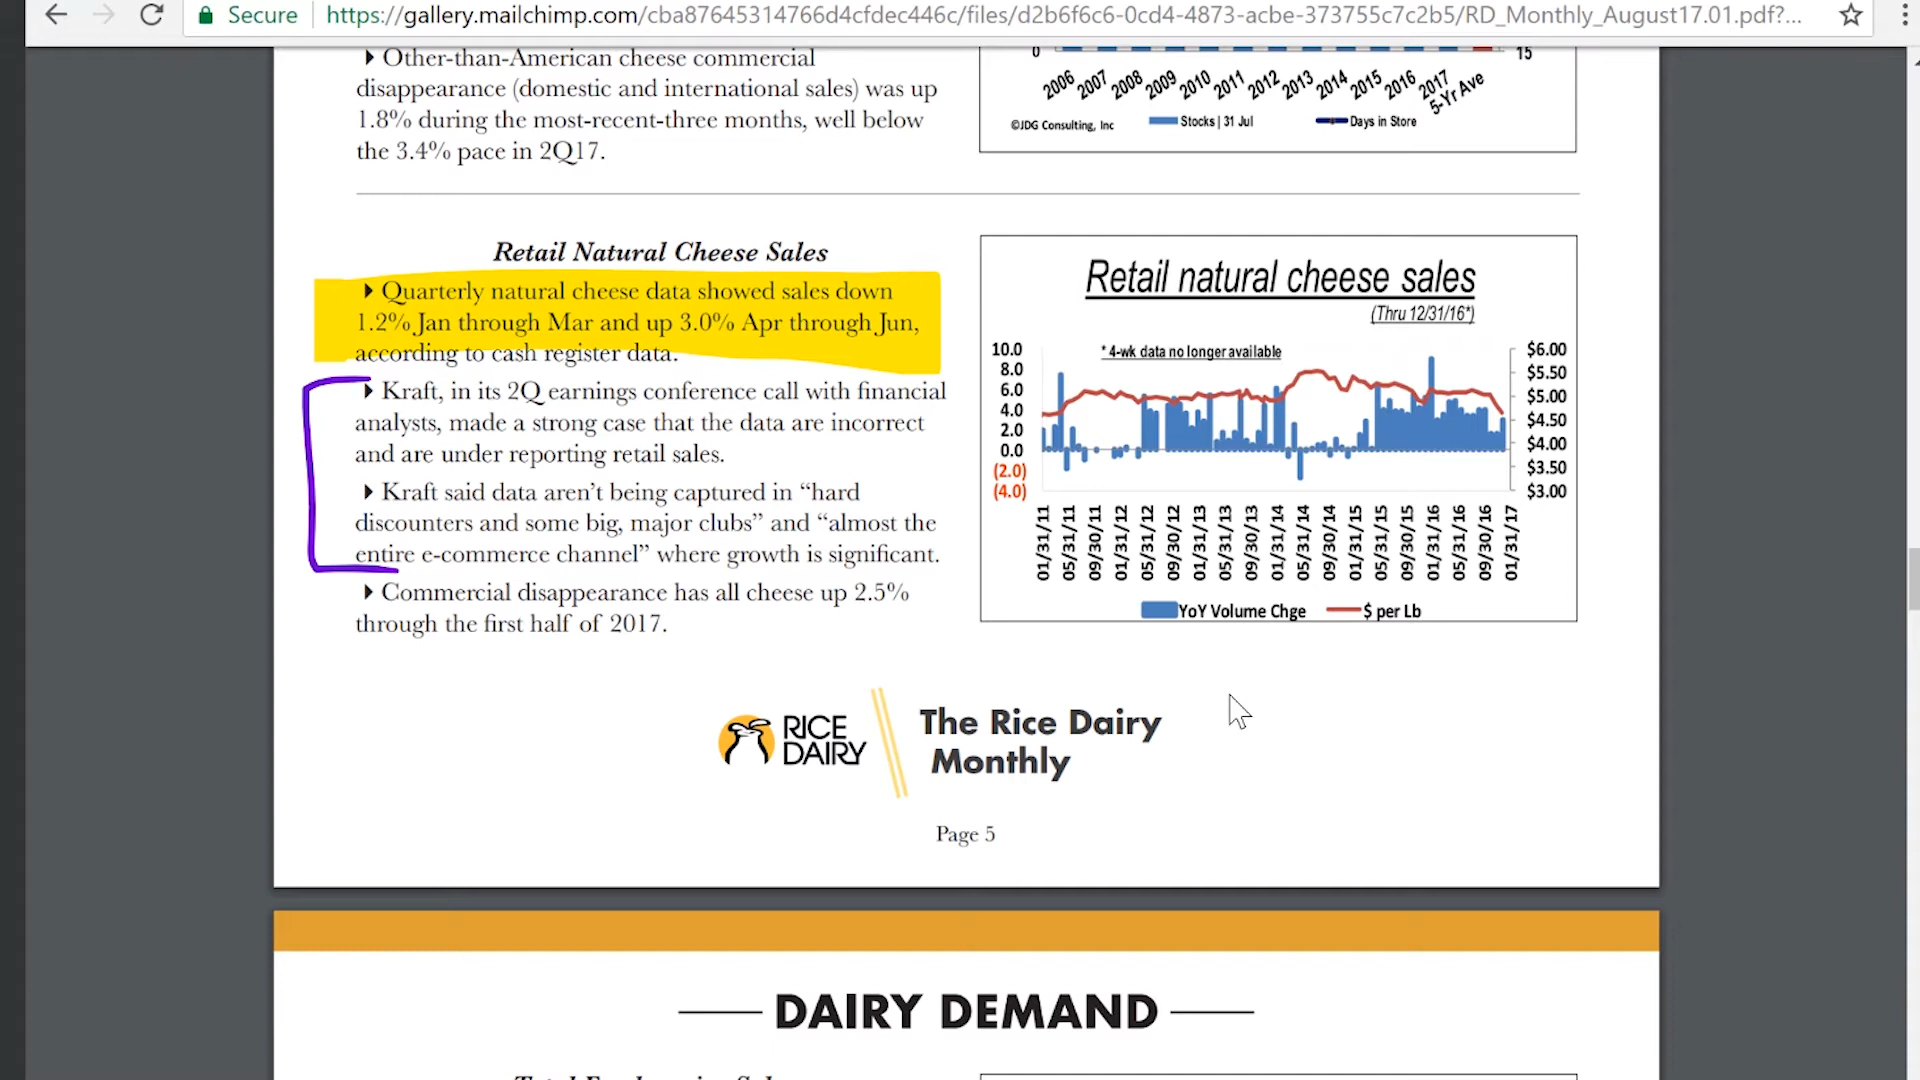 Secure
https://gallery.mailchimp.com/cba87645314766d4cfdec446c/files/d2b6f6c6-0cd4-4873-acbe-373755c7c2b5/RD_Monthly_August17.01.pdf?...
Other-than-American cheese commercial
disappearance (domestic and international sales) was up
1.8% during the most-recent-three months, well below
the 3.4% pace in 2Q17.
0
15
2006 2007 2008 2009 2010 2011 2012 2013 2014 2015 2016 2017 5-Yr Ave
©JDG Consulting, Inc
Stocks | 31 Jul
Days in Store
Retail Natural Cheese Sales
Quarterly natural cheese data showed sales down
1.2% Jan through Mar and up 3.0% Apr through Jun,
according to cash register data.
Kraft, in its 2Q earnings conference call with financial
analysts, made a strong case that the data are incorrect
and are under reporting retail sales.
Kraft said data aren't being captured in “hard
discounters and some big, major clubs” and “almost the
entire e-commerce channel” where growth is significant.
Commercial disappearance has all cheese up 2.5%
through the first half of 2017.
Retail natural cheese sales
(Thru 12/31/16*)
* 4-wk data no longer available
10.0
8.0
6.0
4.0
2.0
0.0
(2.0)
(4.0)
$6.00
$5.50
$5.00
$4.50
$4.00
$3.50
$3.00
01/31/11 05/31/11 09/30/11 01/31/12 05/31/12 09/30/12 01/31/13 05/31/13 09/30/13 01/31/14 05/31/14 09/30/14 01/31/15 05/31/15 09/30/15 01/31/16 05/31/16 09/30/16 01/31/17
YoY Volume Chge
$ per Lb
RICE
DAIRY
The Rice Dairy
Monthly
Page 5
DAIRY DEMAND